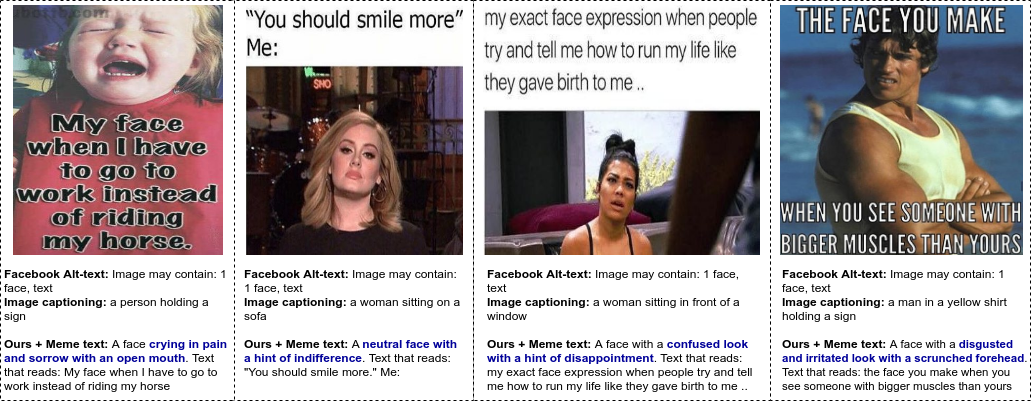 My face
when I have
to go to
work instead
of riding
my horse.
Facebook Alt-text: Image may contain: 1
face, text
Image captioning: a person holding a
sign
Ours + Meme text: A face crying in pain
and sorrow with an open mouth. Text
that reads: My face when I have to go to
work instead of riding my horse
“You should smile more”
Me:
SNO
Facebook Alt-text: Image may contain:
1 face, text
Image captioning: a woman sitting on a
sofa
Ours + Meme text: A neutral face with
a hint of indifference. Text that reads:
"You should smile more." Me:
my exact face expression when people
try and tell me how to run my life like
they gave birth to me ..
Facebook Alt-text: Image may contain: 1 face,
text
Image captioning: a woman sitting in front of a
window
Ours + Meme text: A face with a confused look
with a hint of disappointment. Text that reads:
my exact face expression when people try and tell
me how to run my life like they gave birth to me ..
THE FACE YOU MAKE
WHEN YOU SEE SOMEONE WITH
BIGGER MUSCLES THAN YOURS
Facebook Alt-text: Image may contain: 1
face, text
Image captioning: a man in a yellow shirt
holding a sign
Ours + Meme text: A face with a disgusted
and irritated look with a scrunched forehead.
Text that reads: the face you make when you
see someone with bigger muscles than yours